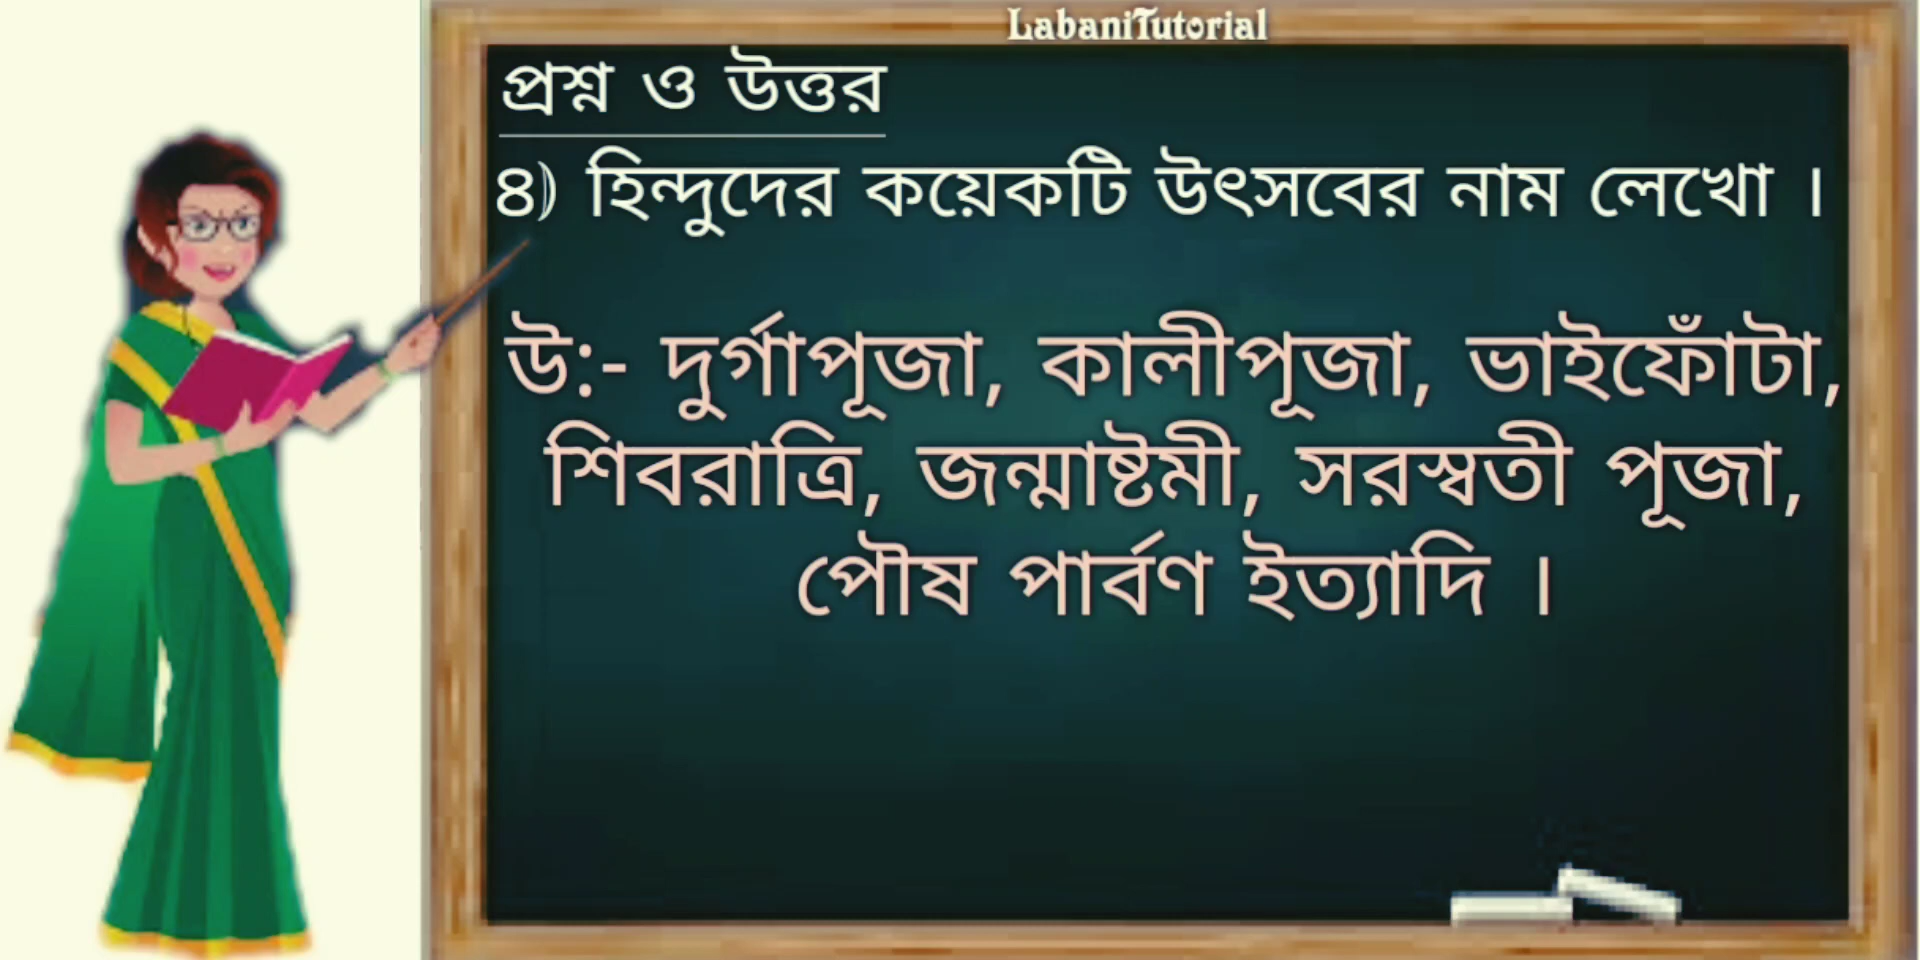 LabaniTutorial
প্রশ্ন ও উত্তর
৪) হিন্দুদের কয়েকটি উৎসবের নাম লেখো ।
উ:- দুর্গাপূজা, কালীপূজা, ভাইফোঁটা,
শিবরাত্রি, জন্মাষ্টমী, সরস্বতী পূজা,
পৌষ পার্বণ ইত্যাদি ।